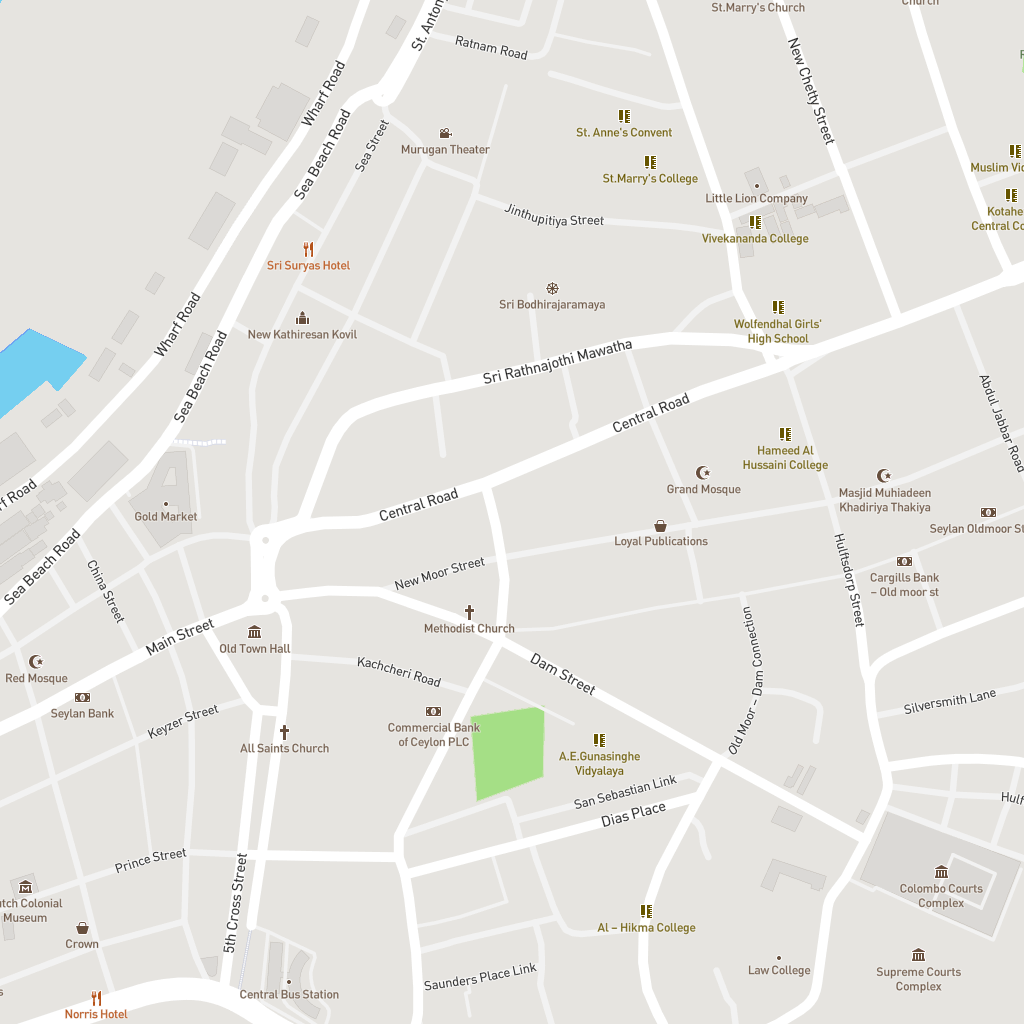 St.Marry's Church
Church
St. Anton
Ratnam Road
New Chetty Street
Wharf Road
Sea Beach Road
Sea Street
Murugan Theater
St. Anne's Convent
St.Marry's College
Muslim Vic
Little Lion Company
Kotahe
Central Co
Jinthupitiya Street
Vivekananda College
Sri Suryas Hotel
Sri Bodhirajaramaya
New Kathiresan Kovil
Wolfendhal Girls'
High School
Wharf Road
Sea Beach Road
Sri Rathnajothi Mawatha
Central Road
Abdul Jabbar Road
Hameed Al
Hussaini College
Grand Mosque
Masjid Muhiadeen
Khadiriya Thakiya
rf Road
Gold Market
Central Road
Loyal Publications
Seylan Oldmoor St
Sea Beach Road
China Street
New Moor Street
Hulftsdorp Street
Cargills Bank
– Old moor st
Main Street
Old Town Hall
Methodist Church
Old Moor – Dam Connection
Red Mosque
Kachcheri Road
Dam Street
Seylan Bank
Keyzer Street
Silversmith Lane
Commercial Bank
of Ceylon PLC
All Saints Church
A.E.Gunasinghe
Vidyalaya
San Sebastian Link
Hulf
Dias Place
Prince Street
5th Cross Street
utch Colonial
Museum
Colombo Courts
Complex
Crown
Al – Hikma College
Saunders Place Link
Law College
Supreme Courts
Complex
Central Bus Station
Norris Hotel